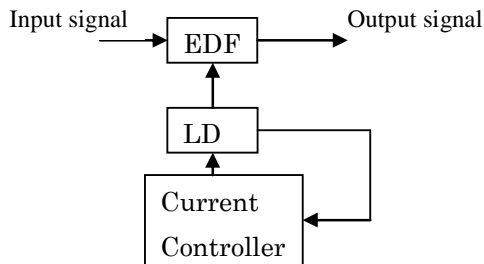 Input signal
Output signal
EDF
LD
Current
Controller